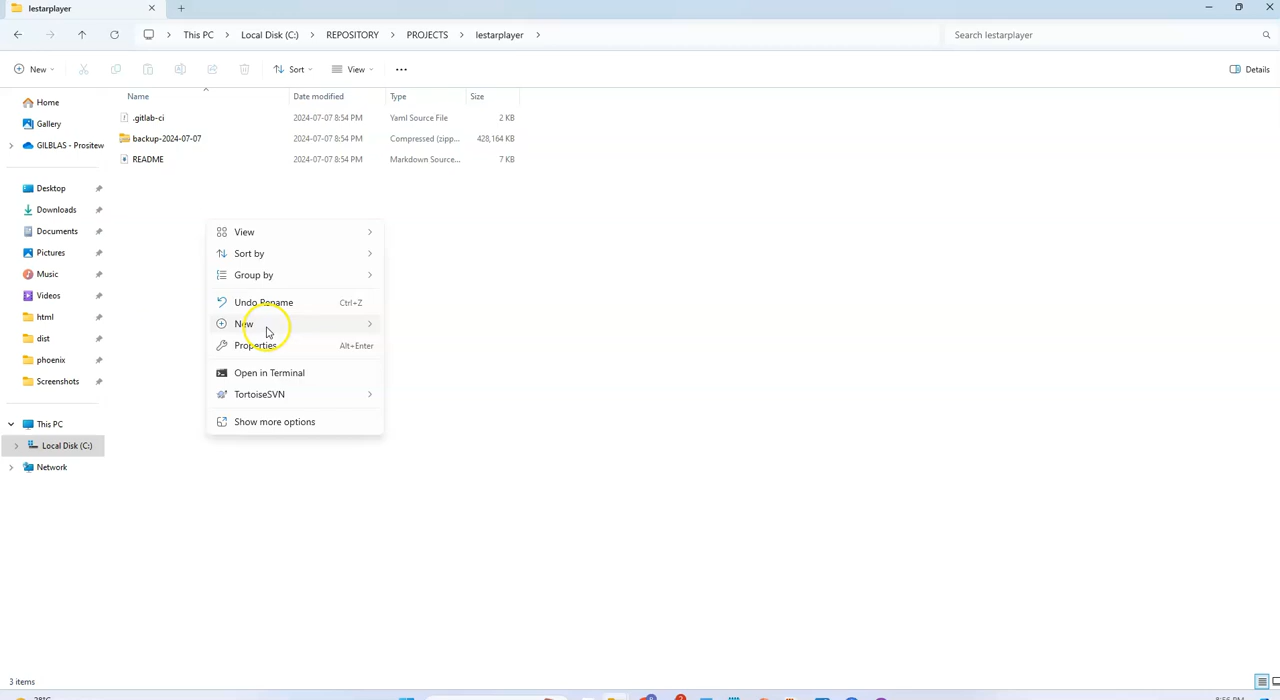 lestarplayer
This PC > Local Disk (C:) > REPOSITORY > PROJECTS > lestarplayer >
Search lestarplayer
New
Sort
View
Details
Name
Date modified
Type
Size
.gitlab-ci
2024-07-07 8:54 PM
Yaml Source File
2 KB
backup-2024-07-07
2024-07-07 8:54 PM
Compressed (zipp...
428,164 KB
README
2024-07-07 8:54 PM
Markdown Source...
7 KB
Home
Gallery
GILBLAS - Prositew
Desktop
Downloads
Documents
Pictures
Music
Videos
html
dist
phoenix
Screenshots
This PC
Local Disk (C:)
Network
View
Sort by
Group by
Undo Rename Ctrl+Z
New
Properties Alt+Enter
Open in Terminal
TortoiseSVN
Show more options
3 items
28°C
8:56 PM